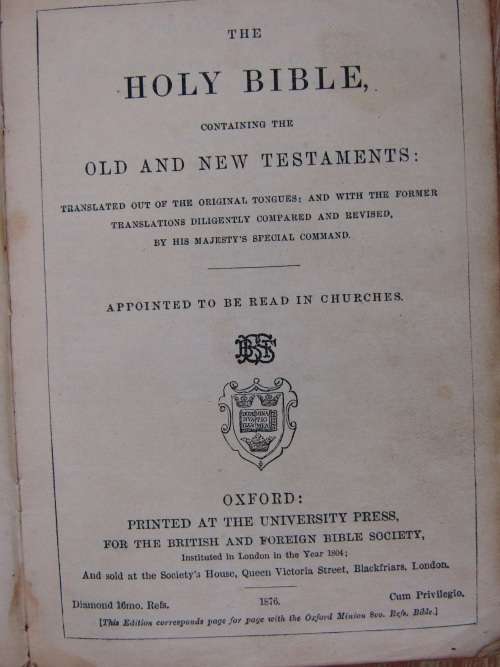 THE
HOLY BIBLE,
CONTAINING THE
OLD AND NEW TESTAMENTS:
TRANSLATED OUT OF THE ORIGINAL TONGUES: AND WITH THE FORMER
TRANSLATIONS DILIGENTLY COMPARED AND REVISED,
BY HIS MAJESTY'S SPECIAL COMMAND.
APPOINTED TO BE READ IN CHURCHES.
OXFORD:
PRINTED AT THE UNIVERSITY PRESS,
FOR THE BRITISH AND FOREIGN BIBLE SOCIETY,
Instituted in London in the Year 1804;
And sold at the Society's House, Queen Victoria Street, Blackfriars, London.
Diamond 16mo. Refs. 1876. Cum Privilegio.
[This Edition corresponds page for page with the Oxford Minion 8vo. Refs. Bible.]